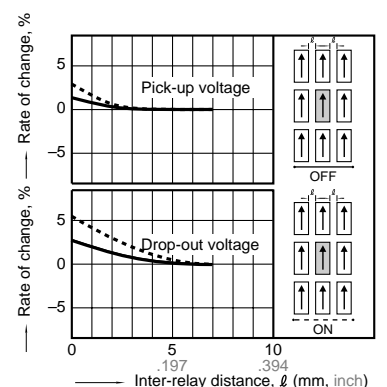 Rate of change, %
5
0
–5
Pick-up voltage
ℓ ℓ
OFF
Rate of change, %
5
0
–5
Drop-out voltage
ℓ ℓ
ON
0 5 10
.197 .394
Inter-relay distance, ℓ (mm, inch)